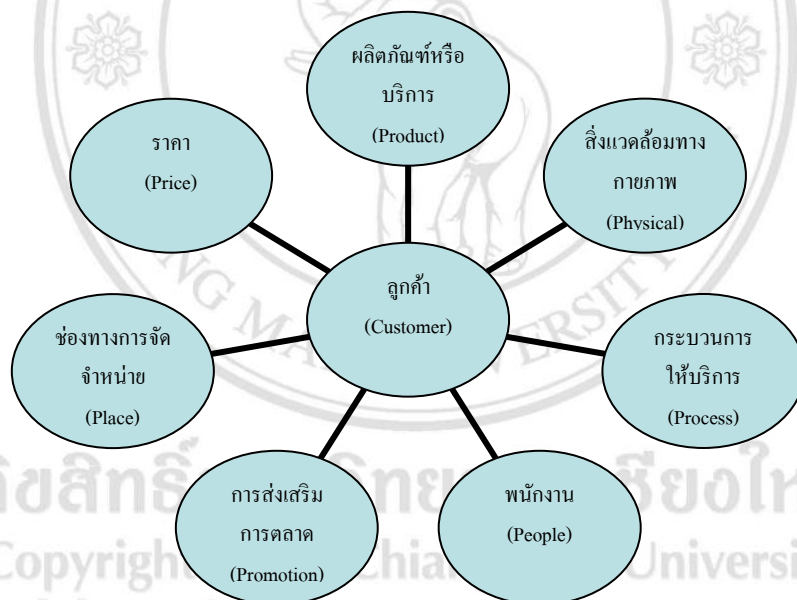 ผลิตภัณฑ์หรือ
บริการ
(Product)
ราคา
(Price)
สิ่งแวดล้อมทาง
กายภาพ
(Physical)
ลูกค้า
(Customer)
ช่องทางการจัด
จำหน่าย
(Place)
กระบวนการ
ให้บริการ
(Process)
การส่งเสริม
การตลาด
(Promotion)
พนักงาน
(People)